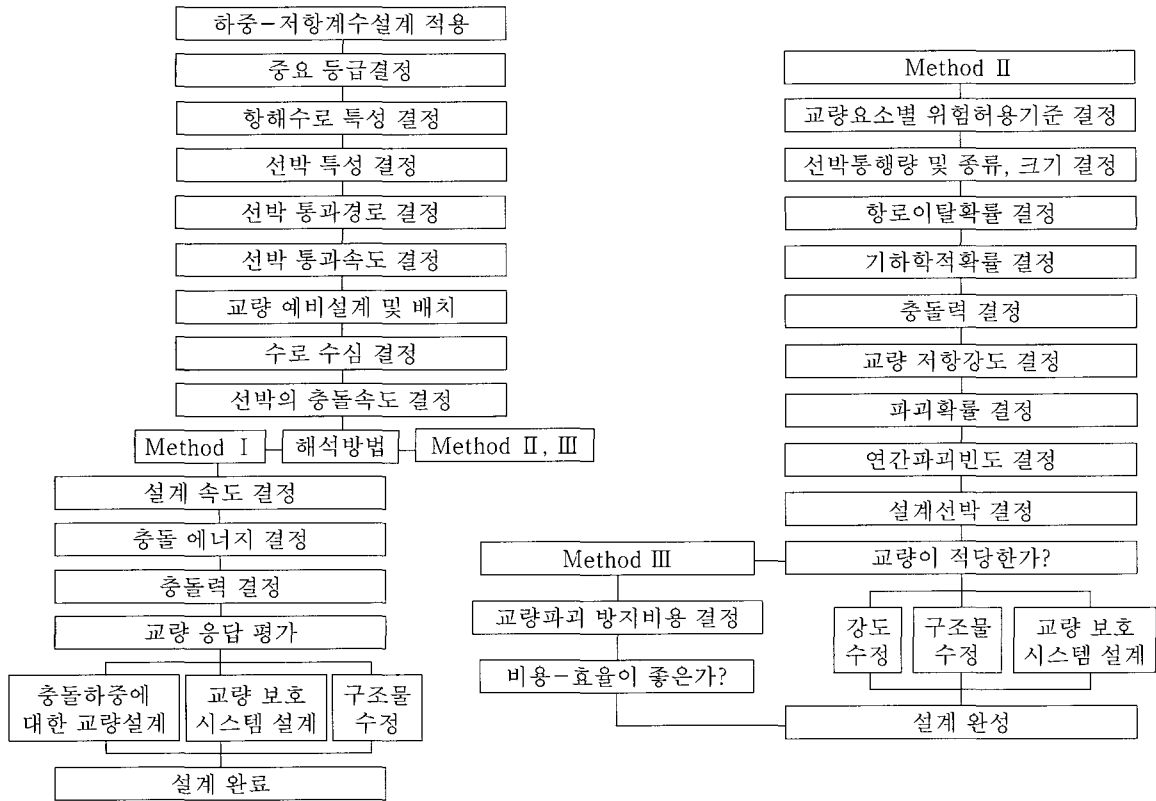 하중-저항계수설계 적용
중요 등급결정
항해수로 특성 결정
선박 특성 결정
선박 통과경로 결정
선박 통과속도 결정
교량 예비설계 및 배치
수로 수심 결정
선박의 충돌속도 결정
Method Ⅰ
해석방법
Method Ⅱ, Ⅲ
설계 속도 결정
충돌 에너지 결정
충돌력 결정
교량 응답 평가
충돌하중에
대한 교량설계
교량 보호
시스템 설계
구조물
수정
설계 완료
Method Ⅱ
교량요소별 위험허용기준 결정
선박통행량 및 종류, 크기 결정
항로이탈확률 결정
기하학적확률 결정
충돌력 결정
교량 저항강도 결정
파괴확률 결정
연간파괴빈도 결정
설계선박 결정
교량이 적당한가?
Method Ⅲ
교량파괴 방지비용 결정
비용-효율이 좋은가?
강도
수정
구조물
수정
교량 보호
시스템 설계
설계 완성